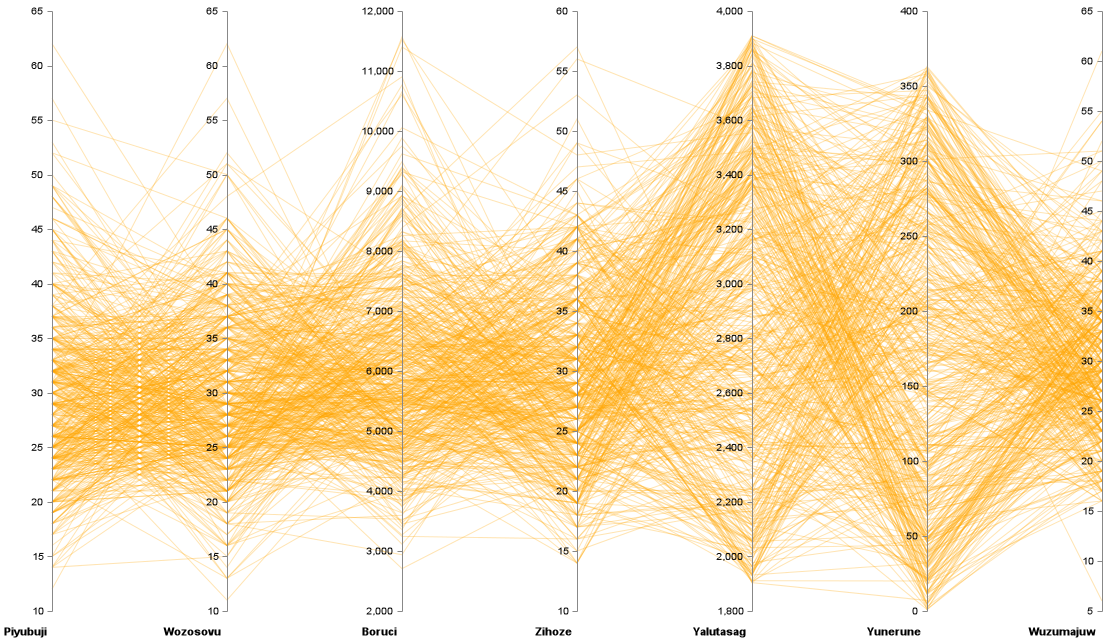 65 65 12,000 60 4,000 400 65
60 60 11,000 55 3,800 350 60
55 55 10,000 50 3,600 300 55
50 50 9,000 45 3,400 250 50
45 45 8,000 40 3,200 200 45
40 40 7,000 35 3,000 150 40
35 35 6,000 30 2,800 100 35
30 30 5,000 25 2,600 50 30
25 25 4,000 20 2,400 0 25
20 20 3,000 15 2,200 20
15 15 2,000 10 2,000 15
10 10 1,800 10
5
Piyubuji Wozosovu Boruci Zihoze Yalutasag Yunerune Wuzumajuw